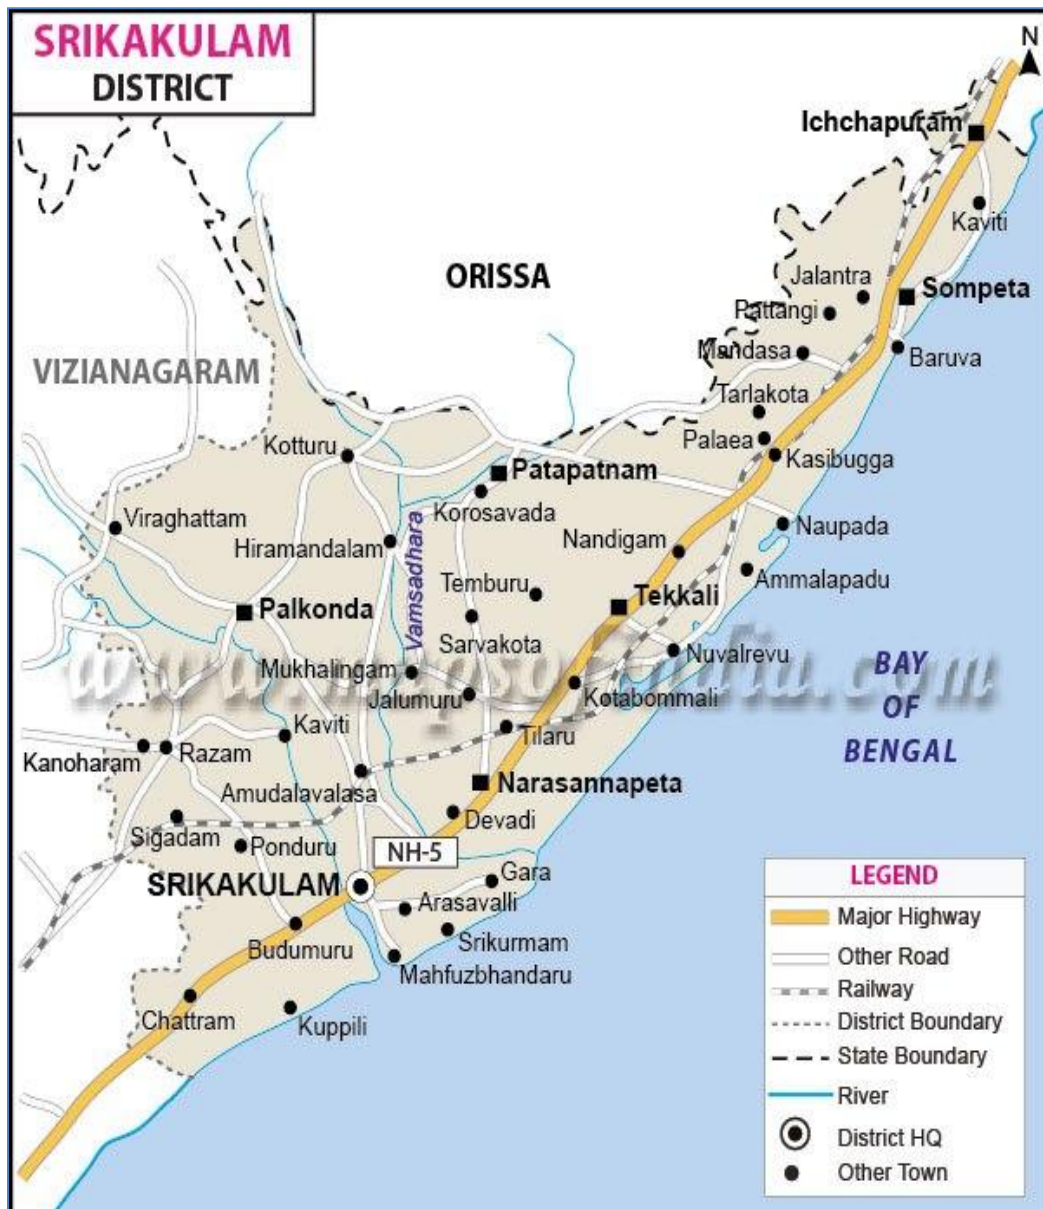 SRIKAKULAM
DISTRICT
N
Ichchapuram
Kaviti
ORISSA
Jalantra
Sompeta
Pattangi
VIZIANAGARAM
Mandasa
Baruva
Tarlakota
Kotturu
Palaea
Kasibugga
Patapatnam
Korosavada
Viraghattam
Naupada
Hiramandalam
Vamsadhara
Nandigam
Temburu
Ammalapadu
Palkonda
Tekkali
Sarvakota
Mukhalingam
Nuvalrevu
www.mapsofindia.com
BAY
OF
BENGAL
Jalumuru
Kotabommali
Kaviti
Tilaru
Kanoharam
Razam
Amudalavalasa
Narasannapeta
Devadi
Sigadam
Ponduru
NH-5
SRIKAKULAM
Gara
Arasavalli
Budumuru
Srikurmam
Mahfuzbhandaru
Chattram
Kuppili
LEGEND
Major Highway
Other Road
Railway
District Boundary
State Boundary
River
District HQ
Other Town